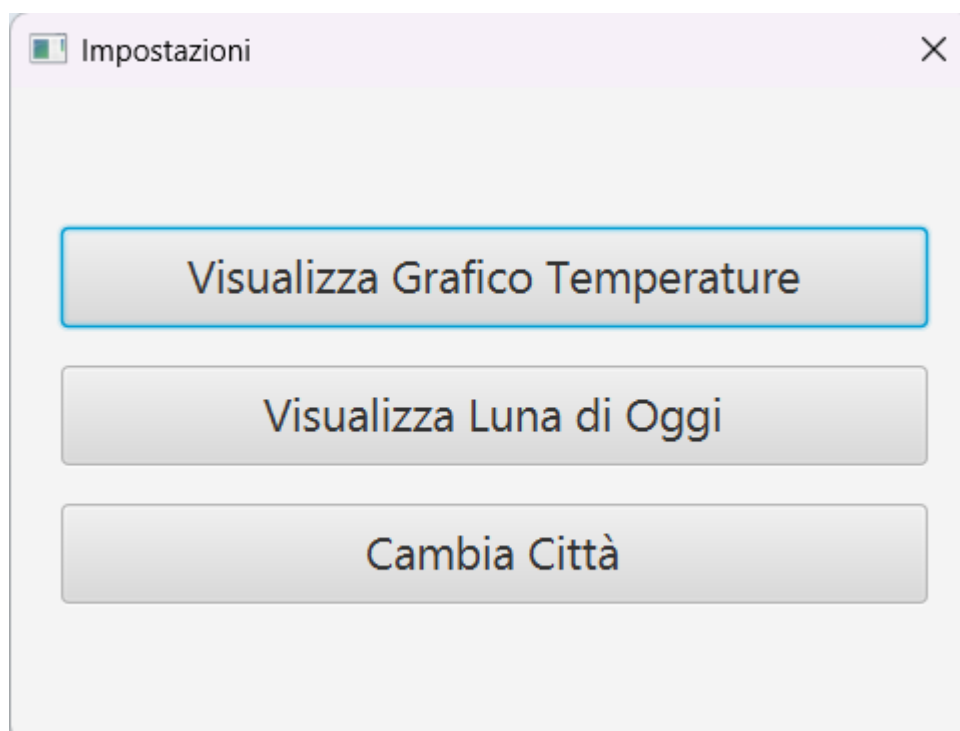 Impostazioni
Visualizza Grafico Temperature
Visualizza Luna di Oggi
Cambia Città